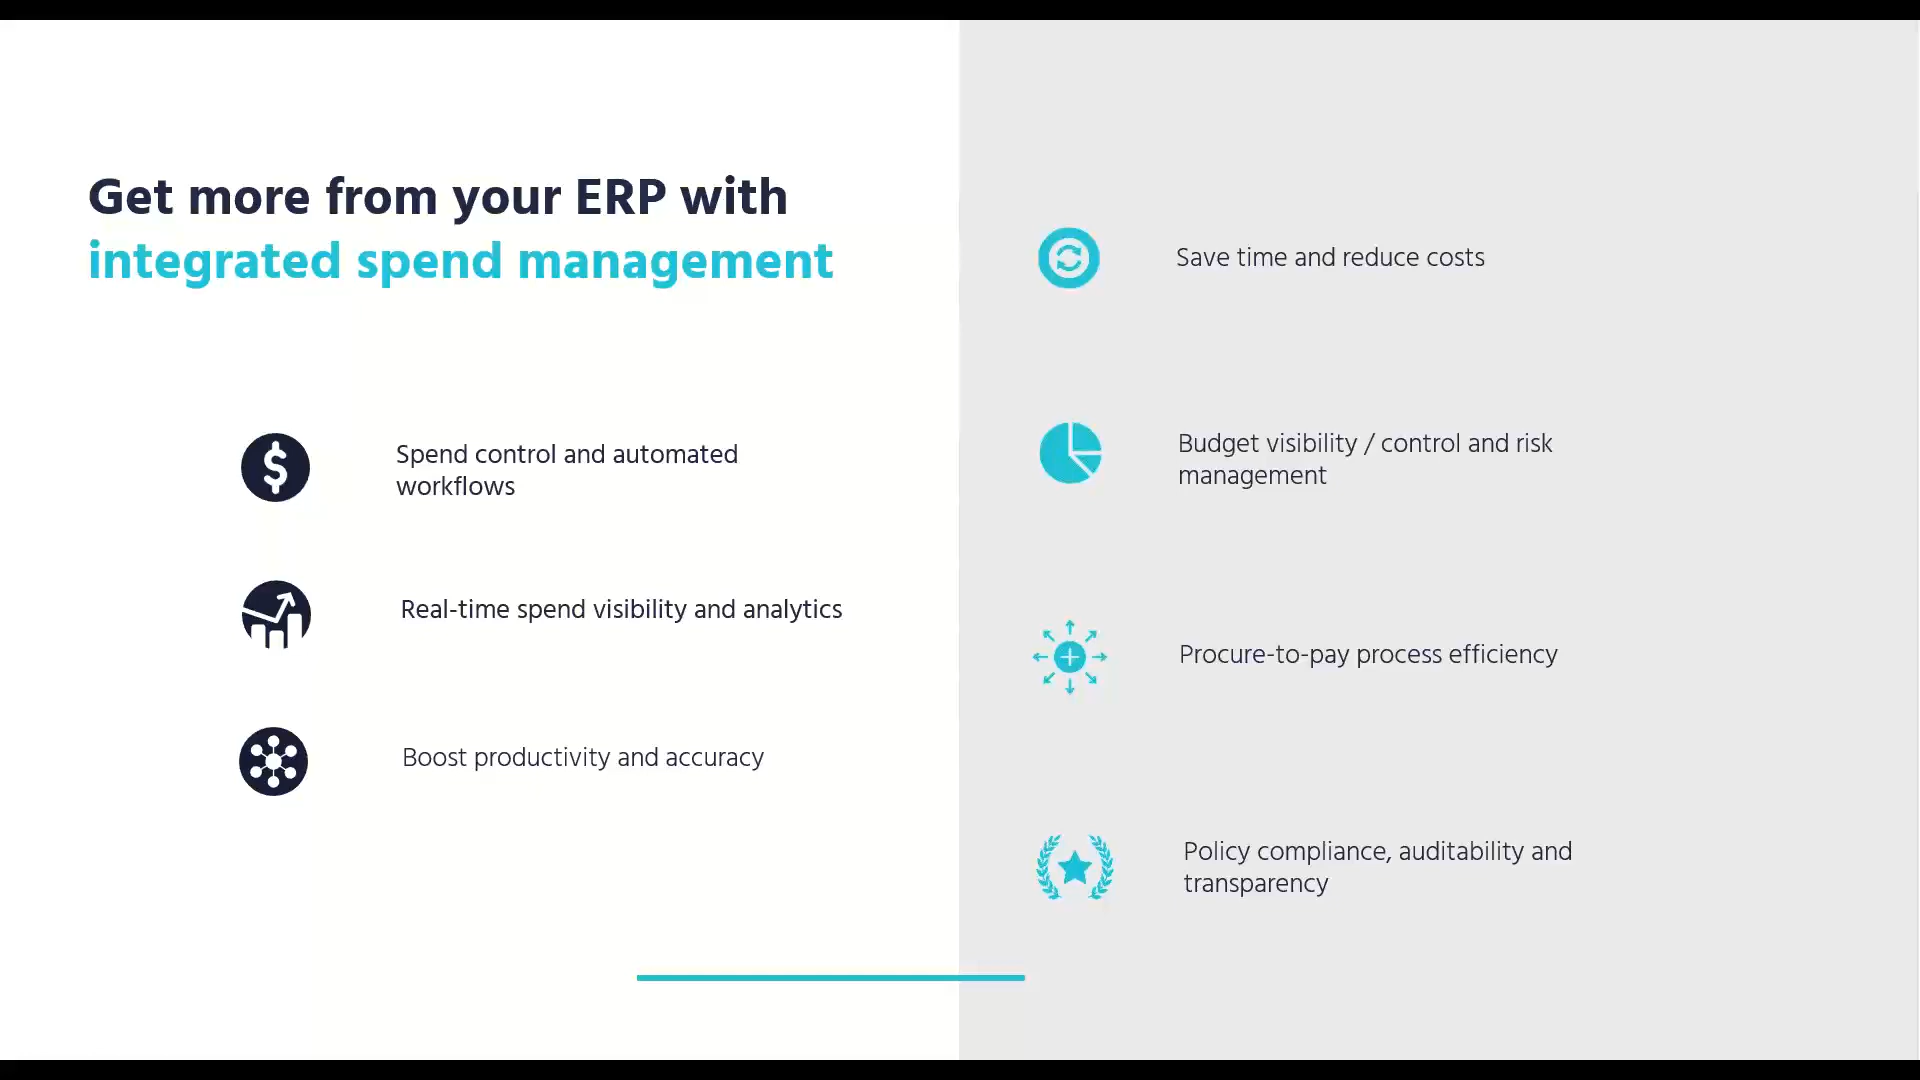 Get more from your ERP with
integrated spend management
Spend control and automated
workflows
Real-time spend visibility and analytics
Boost productivity and accuracy
Save time and reduce costs
Budget visibility / control and risk
management
Procure-to-pay process efficiency
Policy compliance, auditability and
transparency